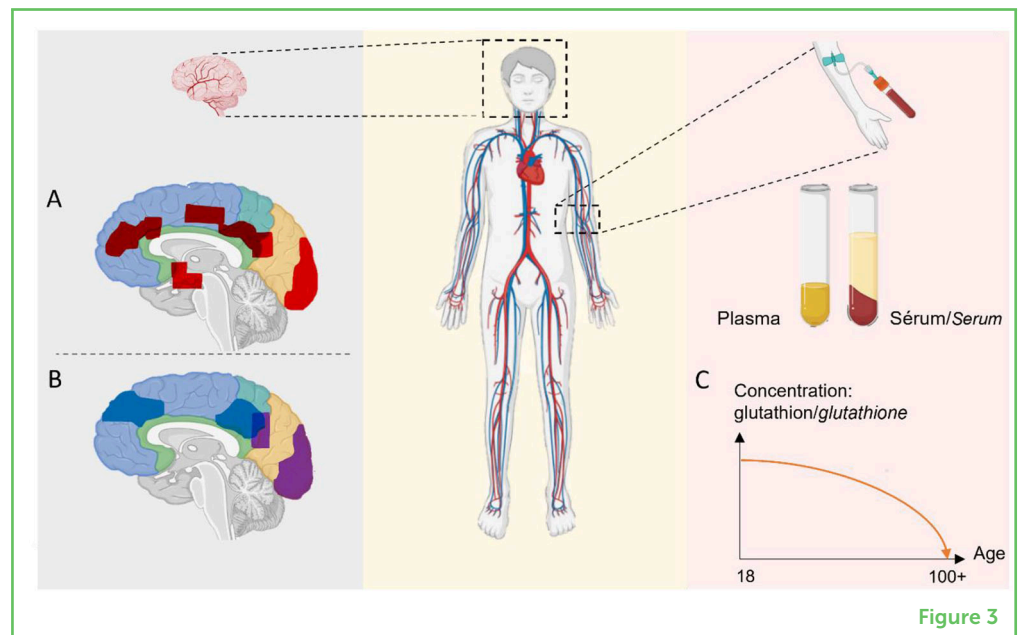 A
B
Plasma
Sérum/Serum
C
Concentration:
glutathion/glutathione
Age
18
100+
Figure 3